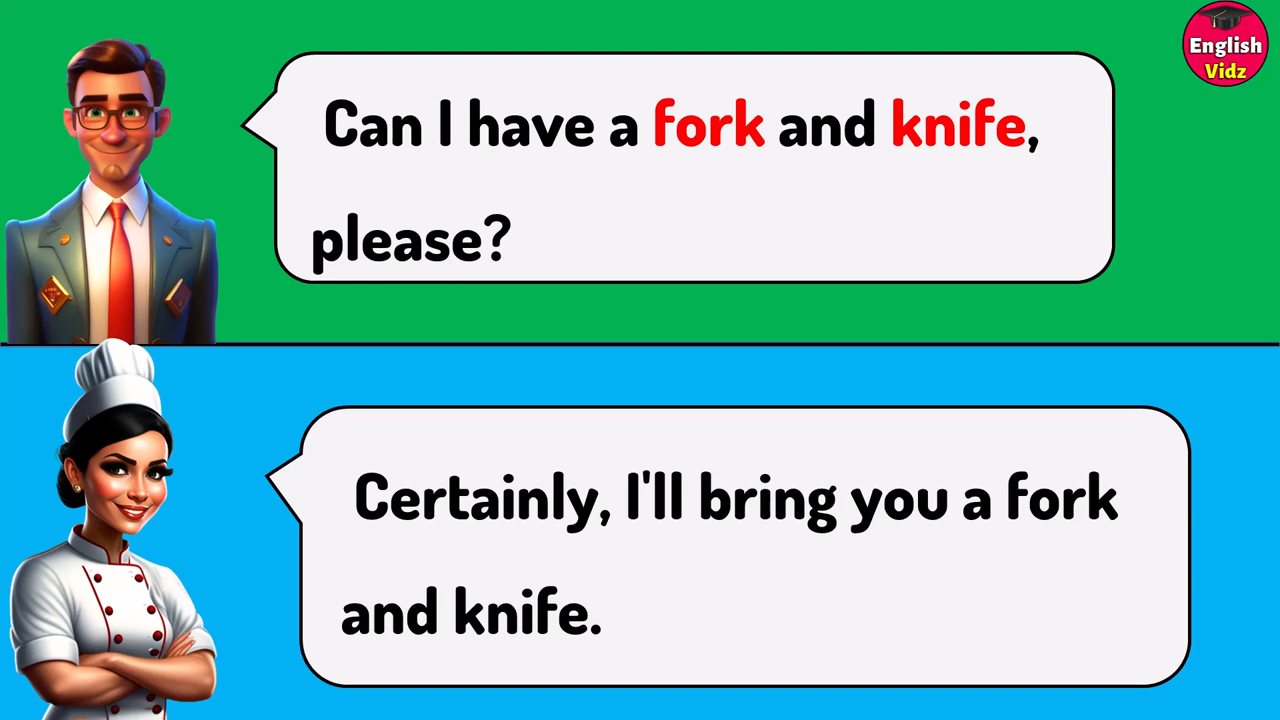 English
Vidz
Can I have a fork and knife,
please?
Certainly, I'll bring you a fork
and knife.